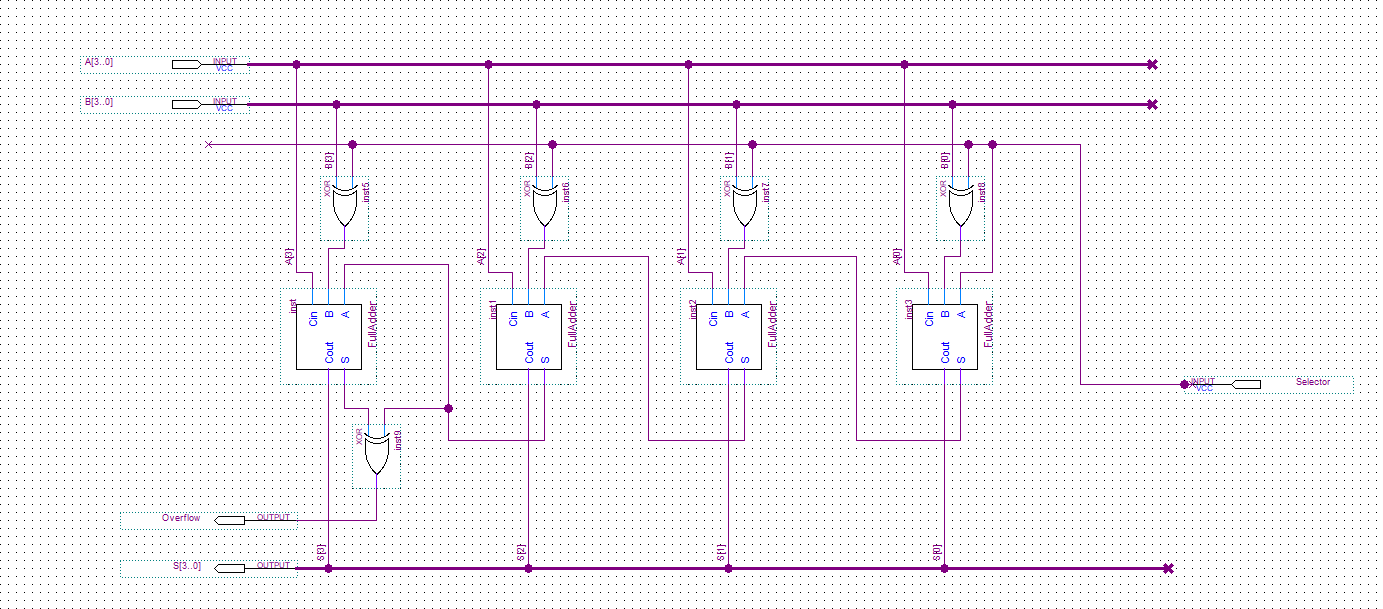 A[3..0]
INPUT
VCC
B[3..0]
INPUT
VCC
B[3]
XOR
inst5
B[2]
XOR
inst6
B[1]
XOR
inst7
B[0]
XOR
inst8
A[3]
A[2]
A[1]
A[0]
inst
Cin
B
A
Cout
S
FullAdder
inst1
Cin
B
A
Cout
S
FullAdder
inst2
Cin
B
A
Cout
S
FullAdder
inst3
Cin
B
A
Cout
S
FullAdder
INPUT
VCC
Selector
XOR
inst9
Overflow
OUTPUT
S[3]
S[2]
S[1]
S[0]
S[3..0]
OUTPUT